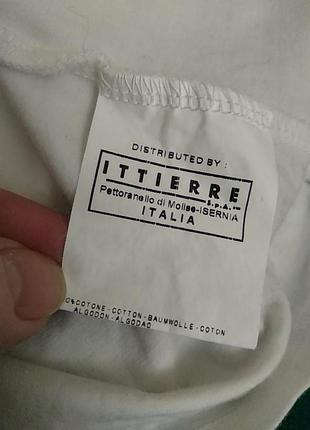 DISTRIBUTED BY :
ITTIERRE
S.p.A.
Pettoranello di Molise-ISERNIA
ITALIA
%COTONE-COTTON-BAUMWOLLE-COTON
ALGODON-ALGODAO